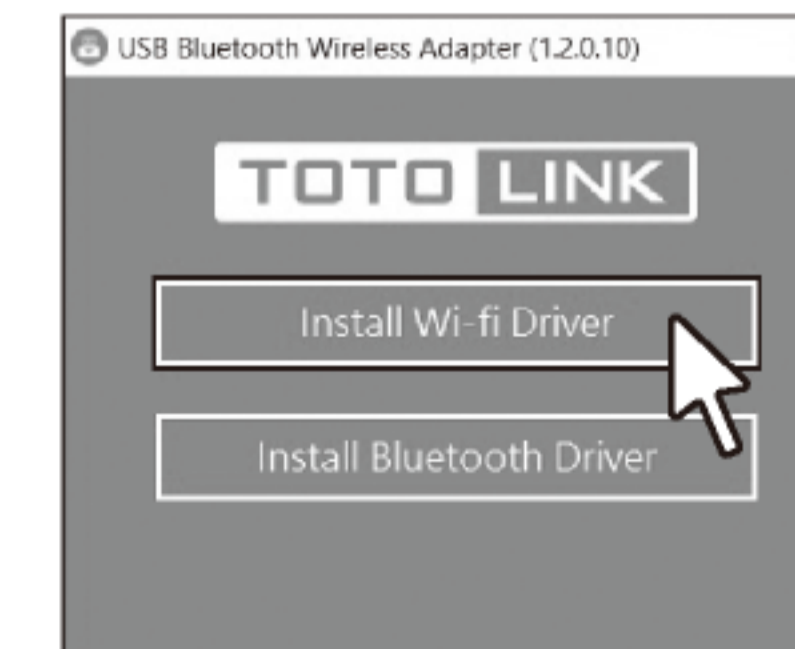 USB Bluetooth Wireless Adapter (1.2.0.10)
TOTO LINK
Install Wi-fi Driver
Install Bluetooth Driver